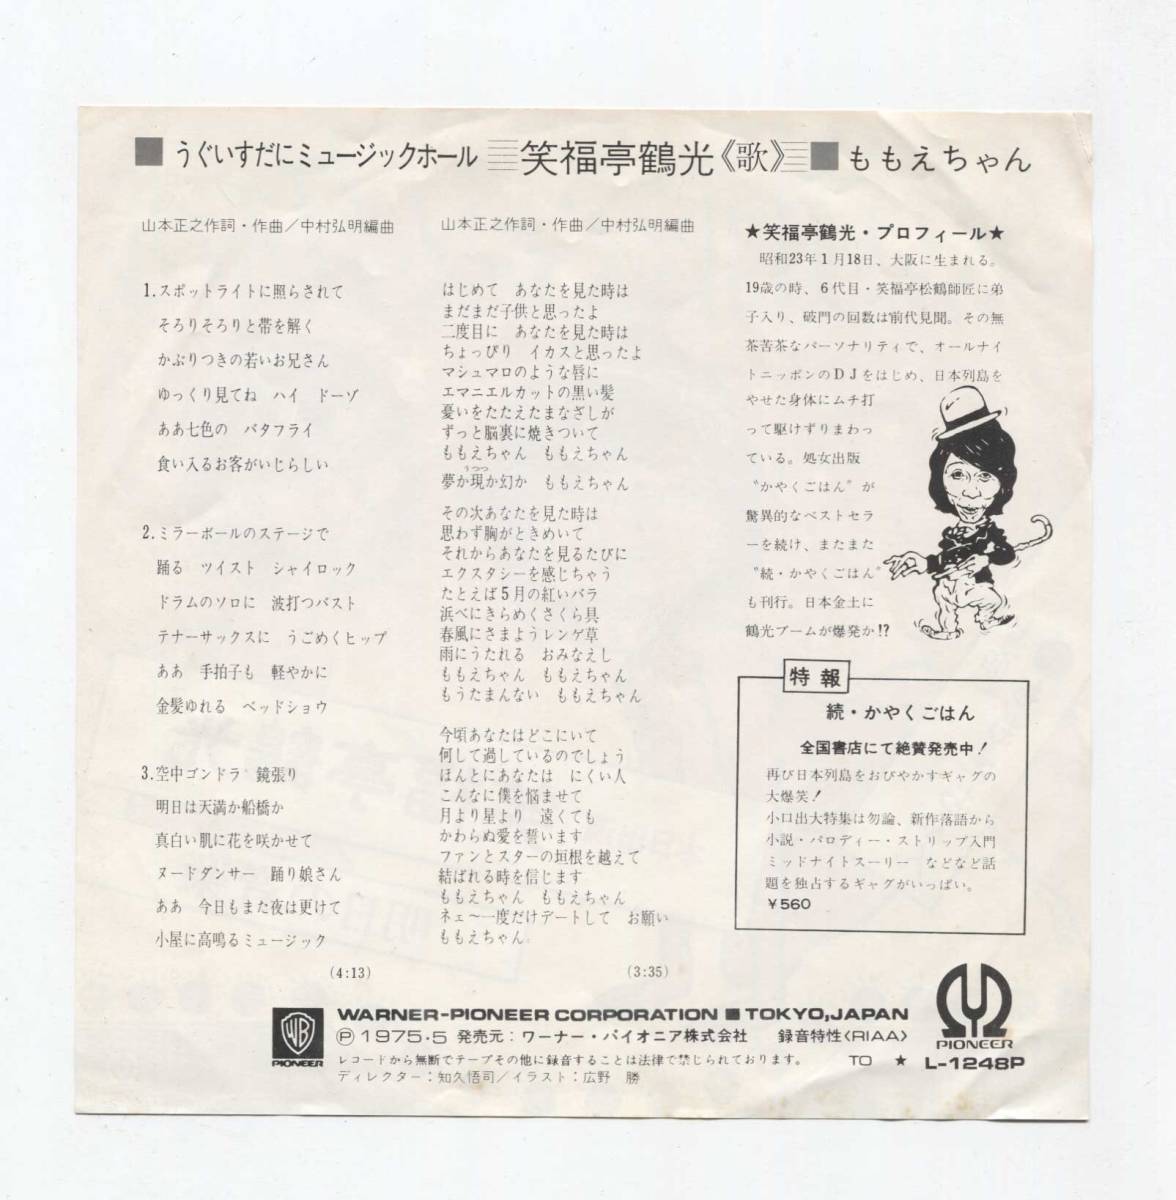 ■ うぐいすだにミュージックホール 笑福亭鶴光《歌》 ■ ももえちゃん
山本正之作詞・作曲／中村弘明編曲
1.スポットライトに照らされて
そろりそろりと帯を解く
かぶりつきの若いお兄さん
ゆっくり見てね ハイ ドーゾ
ああ七色の バタフライ
食い入るお客がいじらしい
2.ミラーボールのステージで
踊る ツイスト シャイロック
ドラムのソロに 波打つバスト
テナーサックスに うごめくヒップ
ああ 手拍子も 軽やかに
金髪ゆれる ベッドショウ
3.空中ゴンドラ 鏡張り
明日は天満か船橋か
真白い肌に花を咲かせて
ヌードダンサー 踊り娘さん
ああ 今日もまた夜は更けて
小屋に高鳴るミュージック
(4:13)
山本正之作詞・作曲／中村弘明編曲
はじめて あなたを見た時は
まだまだ子供と思ったよ
二度目に あなたを見た時は
ちょっぴり イカスと思ったよ
マシュマロのような唇に
エマニエルカットの黒い髪
憂いをたたえたまなざしが
ずっと脳裏に焼きついて
ももえちゃん ももえちゃん
うつつ
夢か現か幻か ももえちゃん
その次あなたを見た時は
思わず胸がときめいて
それからあなたを見るたびに
エクスタシーを感じちゃう
たとえば5月の紅いバラ
浜べにきらめくさくら貝
春風にさまようレンゲ草
雨にうたれる おみなえし
ももえちゃん ももえちゃん
もうたまんない ももえちゃん
今頃あなたはどこにいて
何して過しているのでしょう
ほんとにあなたは にくい人
こんなに僕を悩ませて
月より星より 遠くても
かわらぬ愛を誓います
ファンとスターの垣根を越えて
結ばれる時を信じます
ももえちゃん ももえちゃん
ネェ〜一度だけデートして お願い
ももえちゃん。
(3:35)
★笑福亭鶴光・プロフィール★
昭和23年1月18日、大阪に生まれる。
19歳の時、6代目・笑福亭松鶴師匠に弟
子入り、破門の回数は前代見聞。その無
茶苦茶なパーソナリティで、オールナイ
トニッポンのDJをはじめ、日本列島を
やせた身体にムチ打
って駆けずりまわっ
ている。処女出版
"かやくごはん"が
驚異的なベストセラ
ーを続け、またまた
"続・かやくごはん"
も刊行。日本全土に
鶴光ブームが爆発か!?
特報
続・かやくごはん
全国書店にて絶賛発売中！
再び日本列島をおびやかすギャグの
大爆笑！
小口出大特集は勿論、新作落語から
小説・パロディー・ストリップ入門
ミッドナイトスーリー などなど話
題を独占するギャグがいっぱい。
￥560
WB
PIONEER
WARNER-PIONEER CORPORATION ■ TOKYO,JAPAN
Ⓟ1975・5 発売元：ワーナー・パイオニア株式会社 録音特性〈RIAA〉
レコードから無断でテープその他に録音することは法律で禁じられております。 TO ★ L-1248P
ディレクター：知久悟司／イラスト：広野 勝
PIONEER